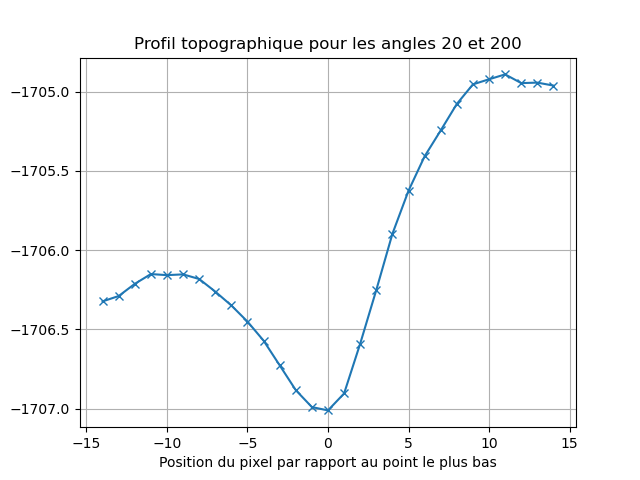 Profil topographique pour les angles 20 et 200
−1705.0
−1705.5
−1706.0
−1706.5
−1707.0
−15 −10 −5 0 5 10 15
Position du pixel par rapport au point le plus bas